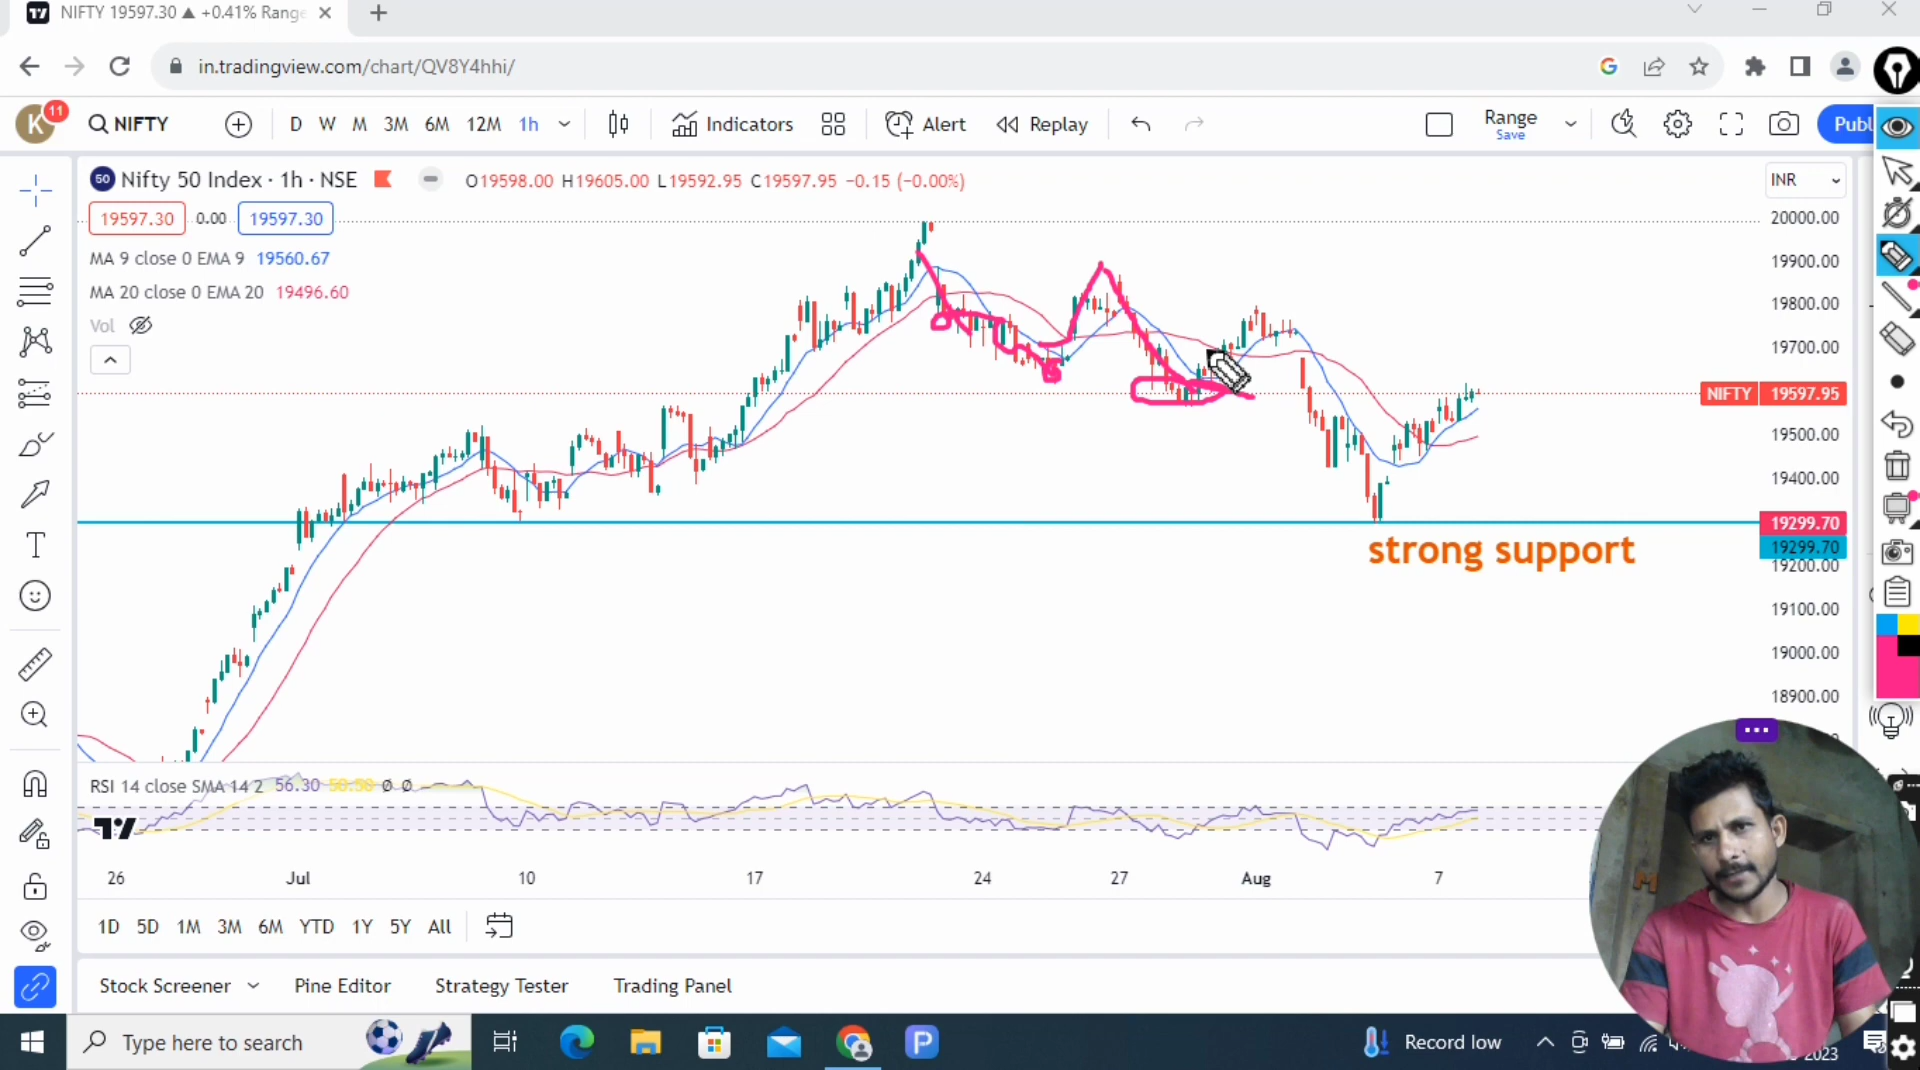 NIFTY 19597.30 ▲ +0.41% Range
in.tradingview.com/chart/QV8Y4hhi/
K 11 NIFTY D W M 3M 6M 12M 1h Indicators Alert Replay Range Save Publ
50 Nifty 50 Index · 1h · NSE O19598.00 H19605.00 L19592.95 C19597.95 −0.15 (−0.00%) INR
19597.30 0.00 19597.30
MA 9 close 0 EMA 9 19560.67
MA 20 close 0 EMA 20 19496.60
Vol
20000.00
19900.00
19800.00
19700.00
NIFTY 19597.95
19500.00
19400.00
19299.70
19299.70
19200.00
strong support
19100.00
19000.00
18900.00
RSI 14 close SMA 14 2 56.30 Ø Ø
26 Jul 10 17 24 27 Aug 7
1D 5D 1M 3M 6M YTD 1Y 5Y All
Stock Screener Pine Editor Strategy Tester Trading Panel
Type here to search Record low
2023